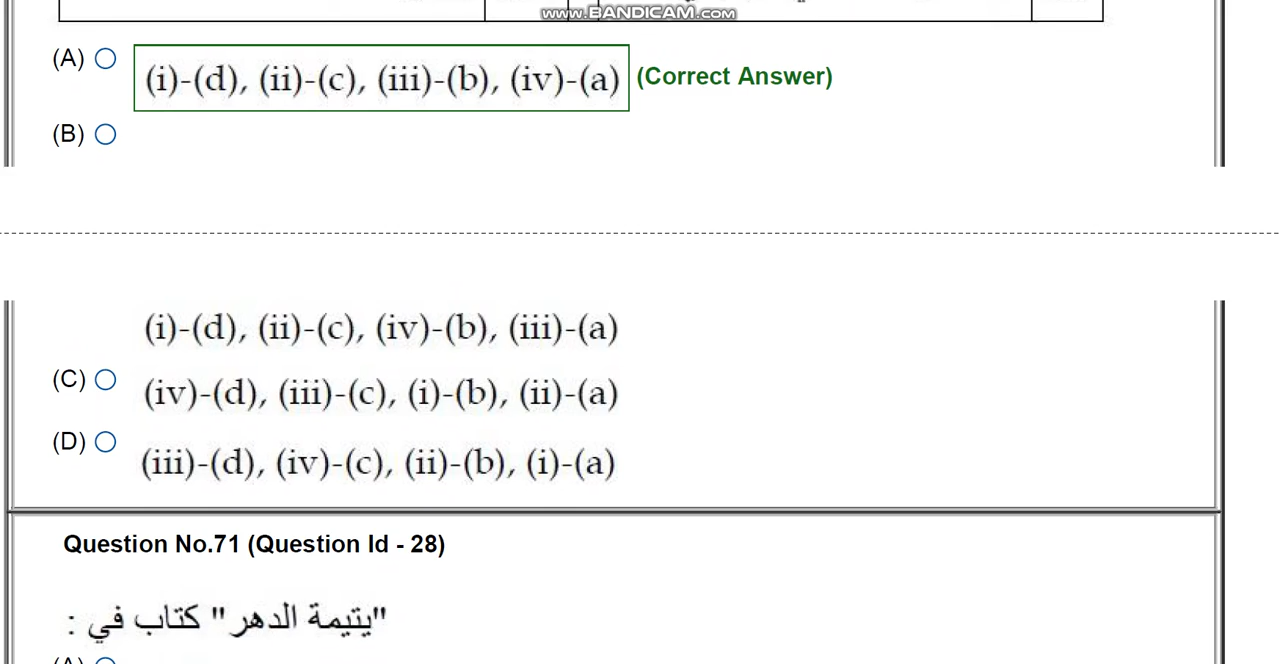 www.BANDICAM.com
(A) (i)-(d), (ii)-(c), (iii)-(b), (iv)-(a) (Correct Answer)
(B)
(i)-(d), (ii)-(c), (iv)-(b), (iii)-(a)
(C) (iv)-(d), (iii)-(c), (i)-(b), (ii)-(a)
(D) (iii)-(d), (iv)-(c), (ii)-(b), (i)-(a)
Question No.71 (Question Id - 28)
"يتيمة الدهر" كتاب في :
(A)